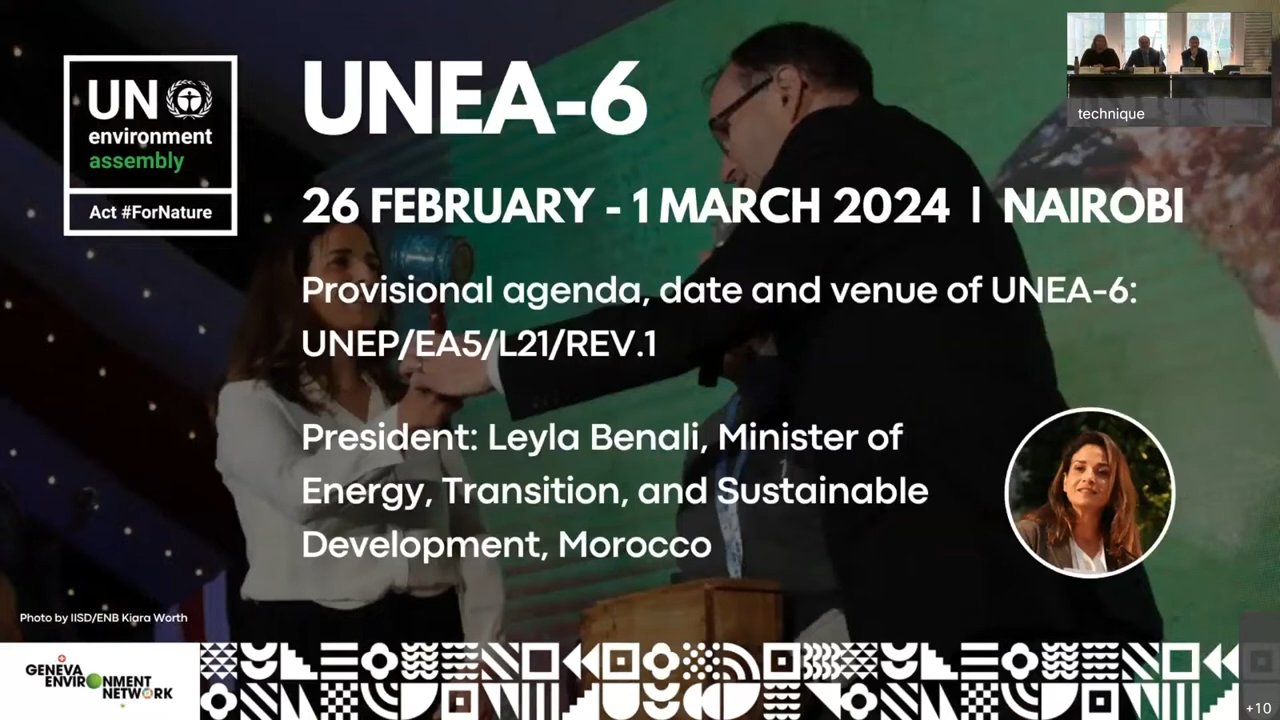 UN
environment
assembly
Act #ForNature
UNEA-6
26 FEBRUARY - 1 MARCH 2024 | NAIROBI
Provisional agenda, date and venue of UNEA-6:
UNEP/EA5/L21/REV.1
President: Leyla Benali, Minister of
Energy, Transition, and Sustainable
Development, Morocco
technique
Photo by IISD/ENB Kiara Worth
GENEVA
ENVIRONMENT
NETWORK
+10